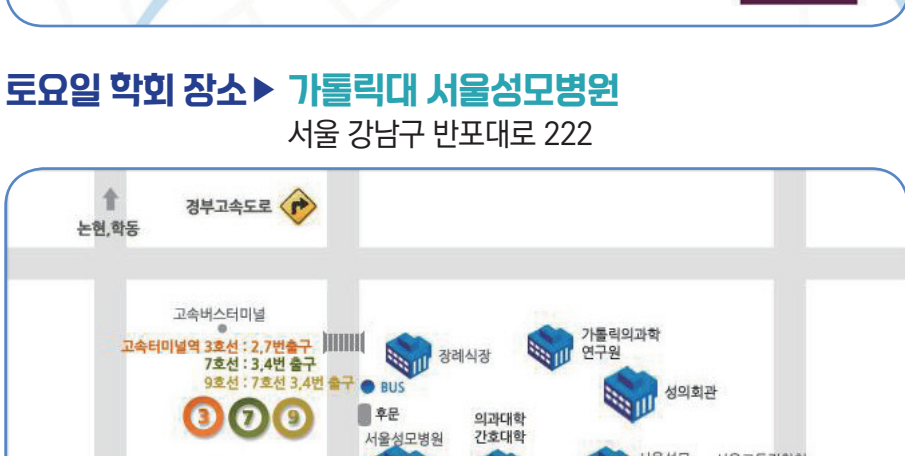 토요일 학회 장소▶ 가톨릭대 서울성모병원
서울 강남구 반포대로 222
경부고속도로
논현,학동
고속버스터미널
고속터미널역 3호선 : 2,7번출구
7호선 : 3,4번 출구
9호선 : 7호선 3,4번 출구
3 7 9
장례식장
가톨릭의과학
연구원
BUS
성의회관
후문
서울성모병원
의과대학
간호대학